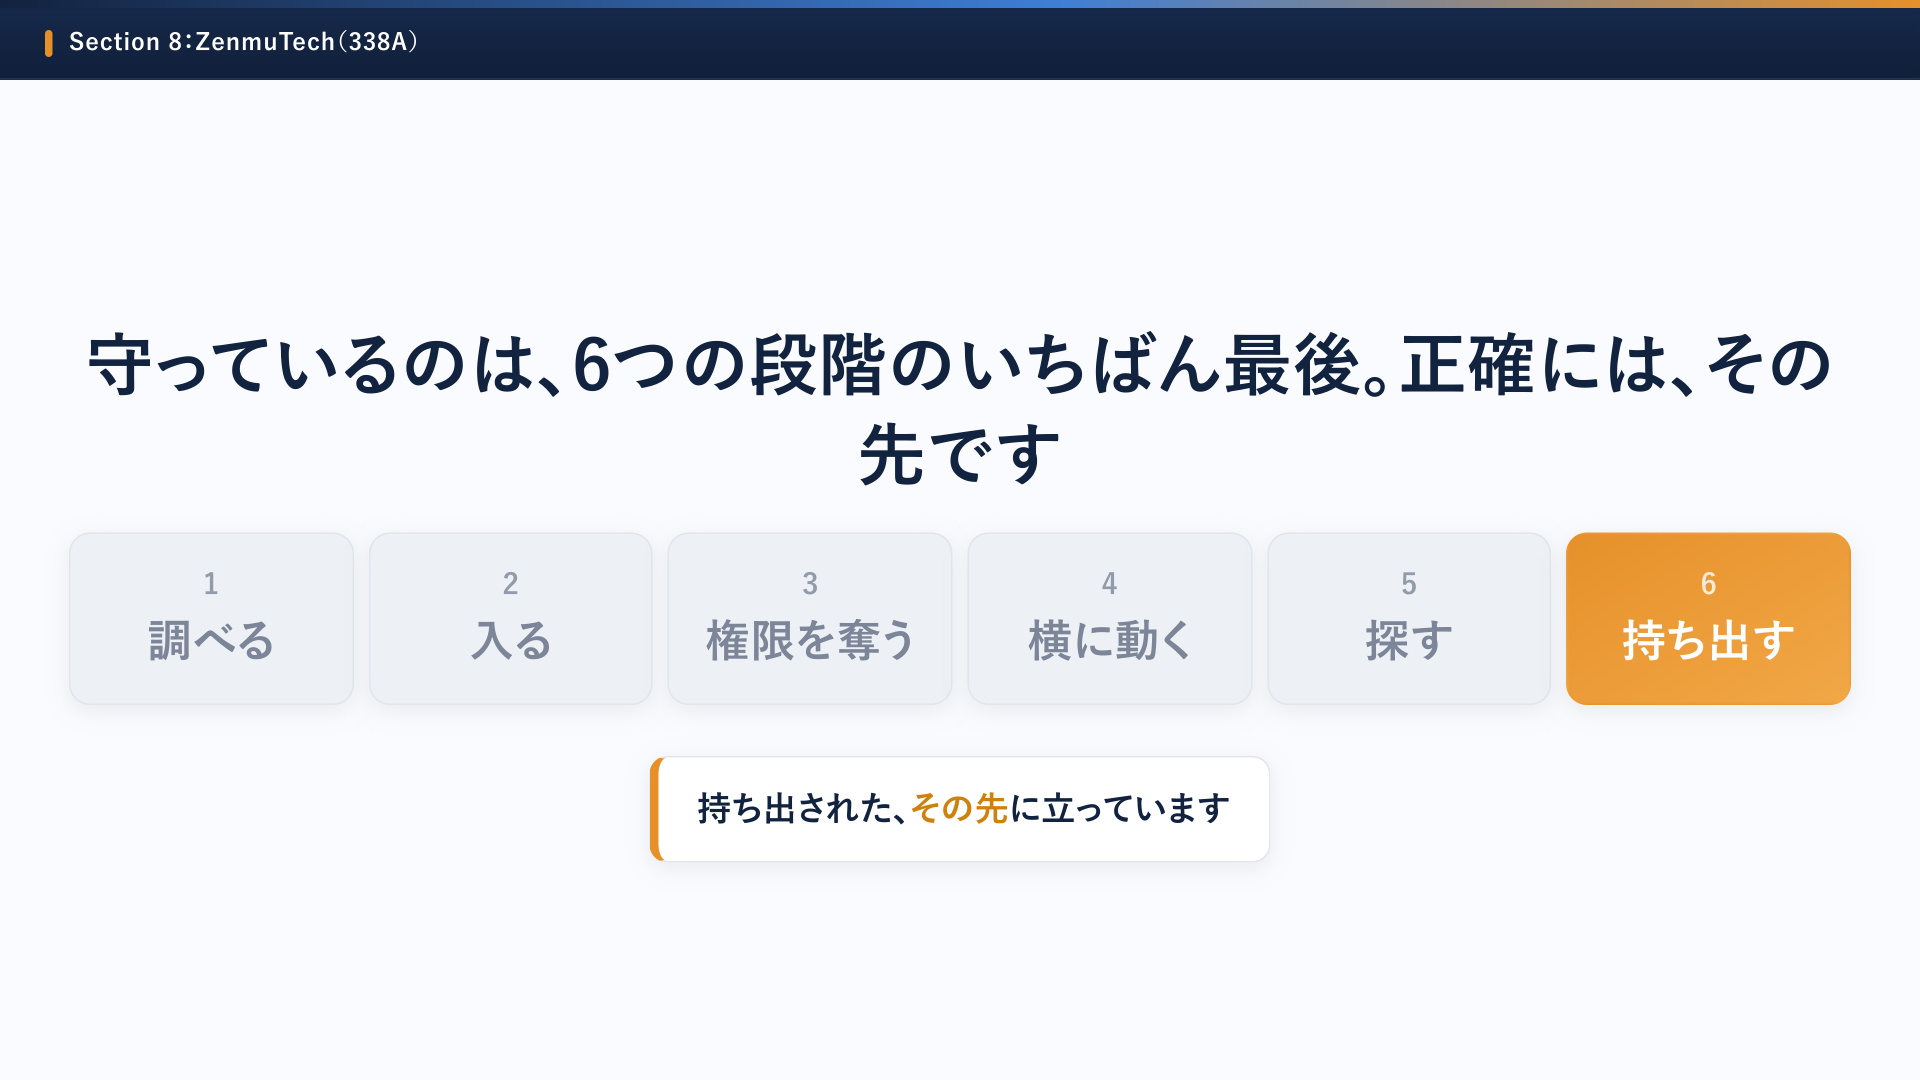 Section 8：ZenmuTech（338A）
守っているのは、6つの段階のいちばん最後。正確には、その
先です
1
調べる
2
入る
3
権限を奪う
4
横に動く
5
探す
6
持ち出す
持ち出された、その先に立っています